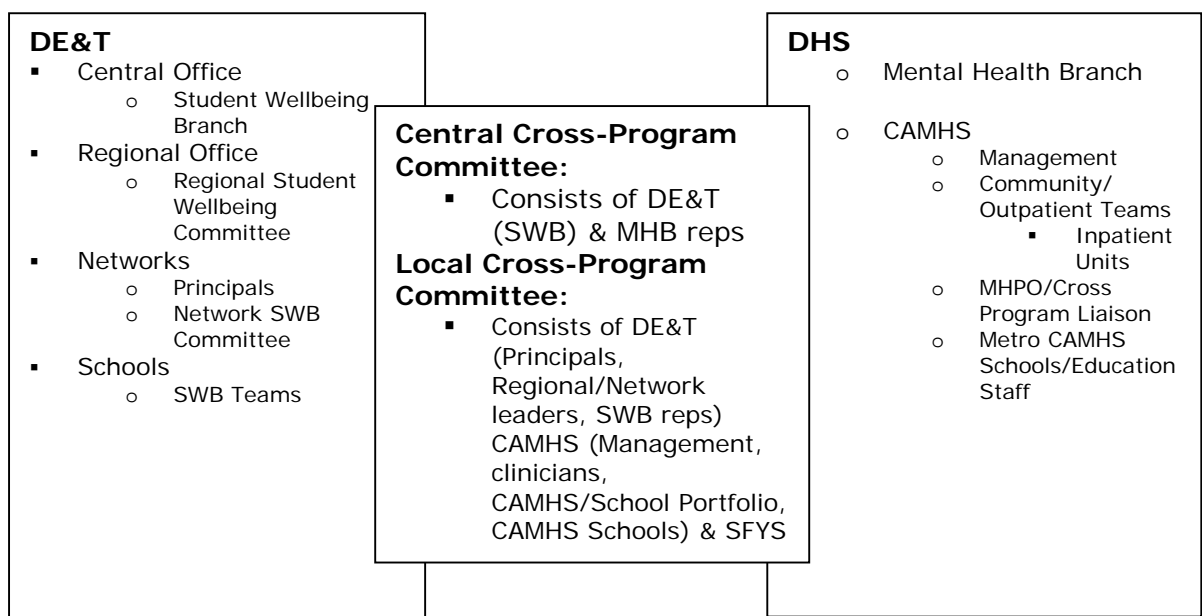 DE&T
▪ Central Office
o Student Wellbeing
Branch
▪ Regional Office
o Regional Student
Wellbeing
Committee
▪ Networks
o Principals
o Network SWB
Committee
▪ Schools
o SWB Teams
Central Cross-Program
Committee:
▪ Consists of DE&T
(SWB) & MHB reps
Local Cross-Program
Committee:
▪ Consists of DE&T
(Principals,
Regional/Network
leaders, SWB reps)
CAMHS (Management,
clinicians,
CAMHS/School Portfolio,
CAMHS Schools) & SFYS
DHS
o Mental Health Branch
o CAMHS
o Management
o Community/
Outpatient Teams
▪ Inpatient
Units
o MHPO/Cross
Program Liaison
o Metro CAMHS
Schools/Education
Staff